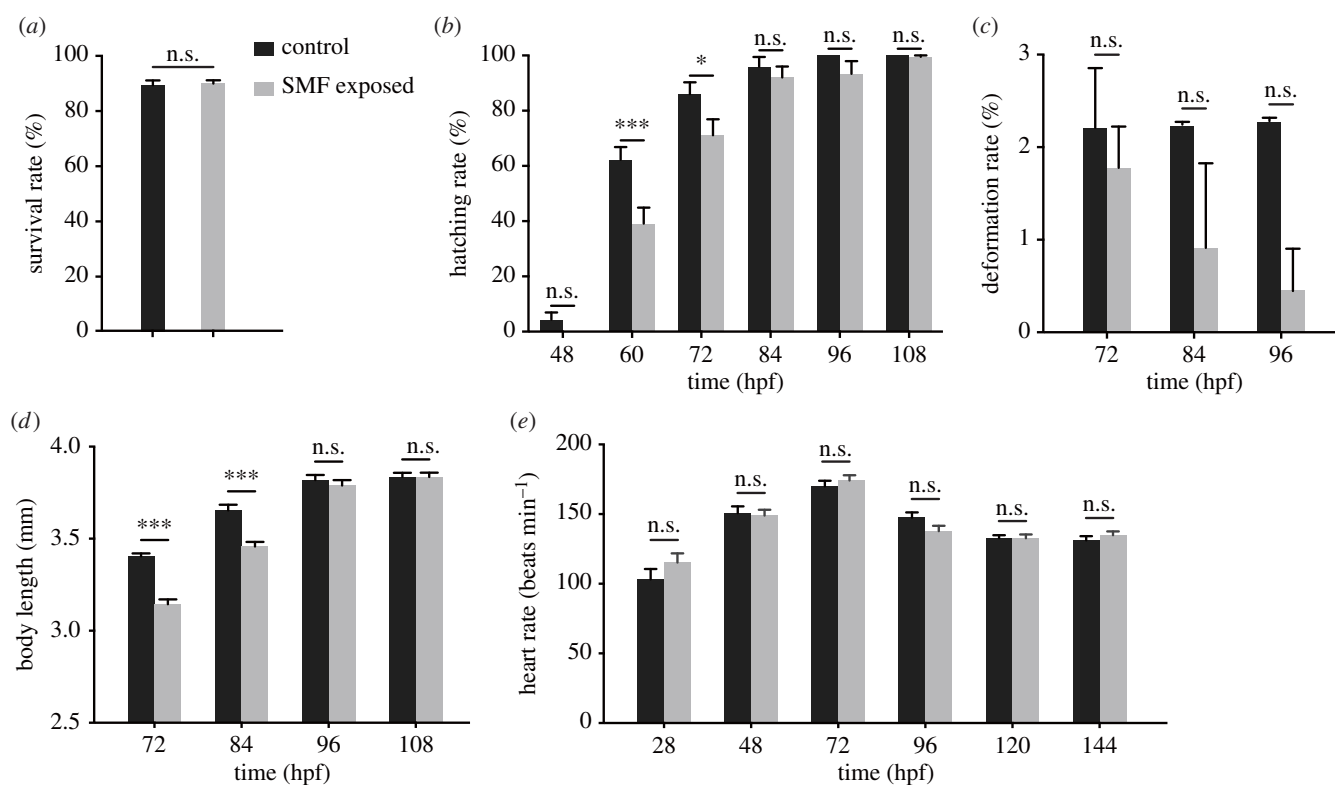 (a)
n.s.
control
SMF exposed
survival rate (%)
100
80
60
40
20
0
(b)
hatching rate (%)
100
80
60
40
20
0
n.s.
***
*
n.s.
n.s.
n.s.
48 60 72 84 96 108
time (hpf)
(c)
deformation rate (%)
3
2
1
0
n.s.
n.s.
n.s.
72 84 96
time (hpf)
(d)
body length (mm)
4.0
3.5
3.0
2.5
***
***
n.s.
n.s.
72 84 96 108
time (hpf)
(e)
heart rate (beats min⁻¹)
200
150
100
50
0
n.s.
n.s.
n.s.
n.s.
n.s.
n.s.
28 48 72 96 120 144
time (hpf)